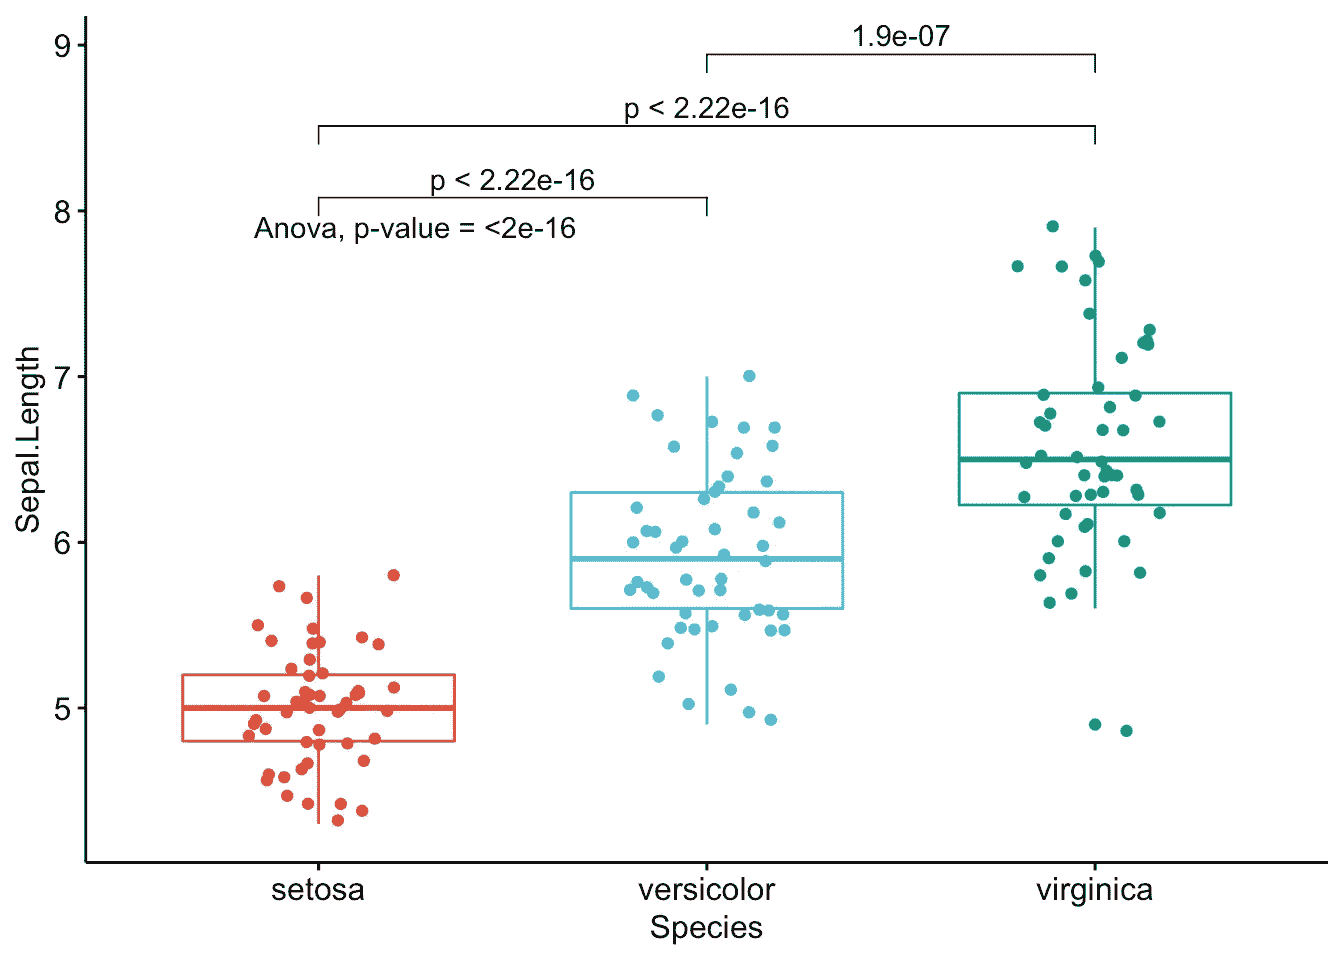 9
1.9e-07
p < 2.22e-16
p < 2.22e-16
8
Anova, p-value = <2e-16
7
Sepal.Length
6
5
setosa versicolor virginica
Species